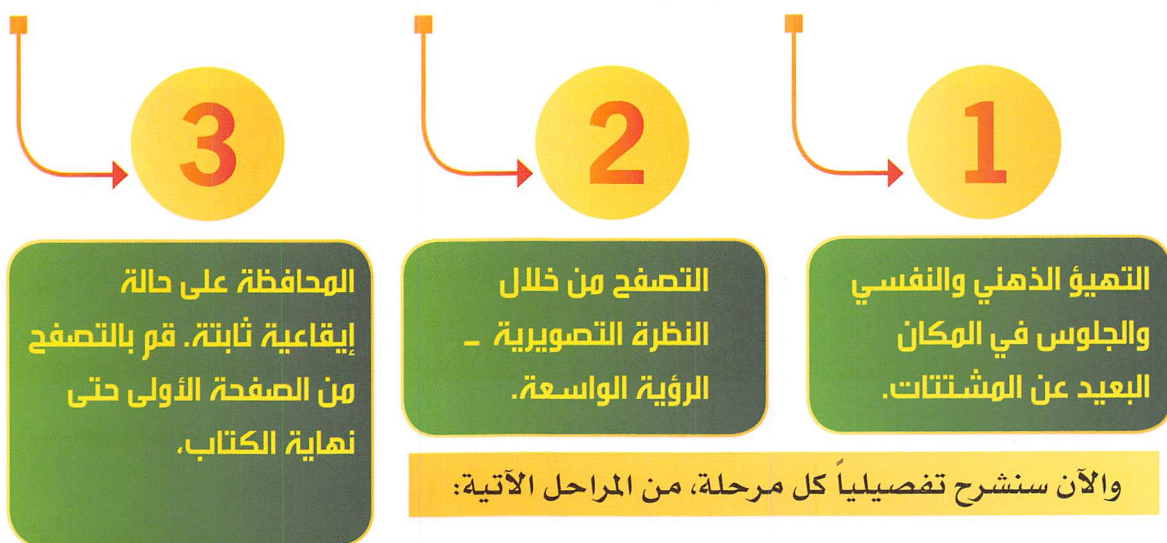 1
التهيؤ الذهني والنفسي
والجلوس في المكان
البعيد عن المشتتات.
2
التصفح من خلال
النظرة التصويرية ـ
الرؤية الواسعة.
3
المحافظة على حالة
إيقاعية ثابتة. قم بالتصفح
من الصفحة الأولى حتى
نهاية الكتاب.
والآن سنشرح تفصيلياً كل مرحلة، من المراحل الآتية: